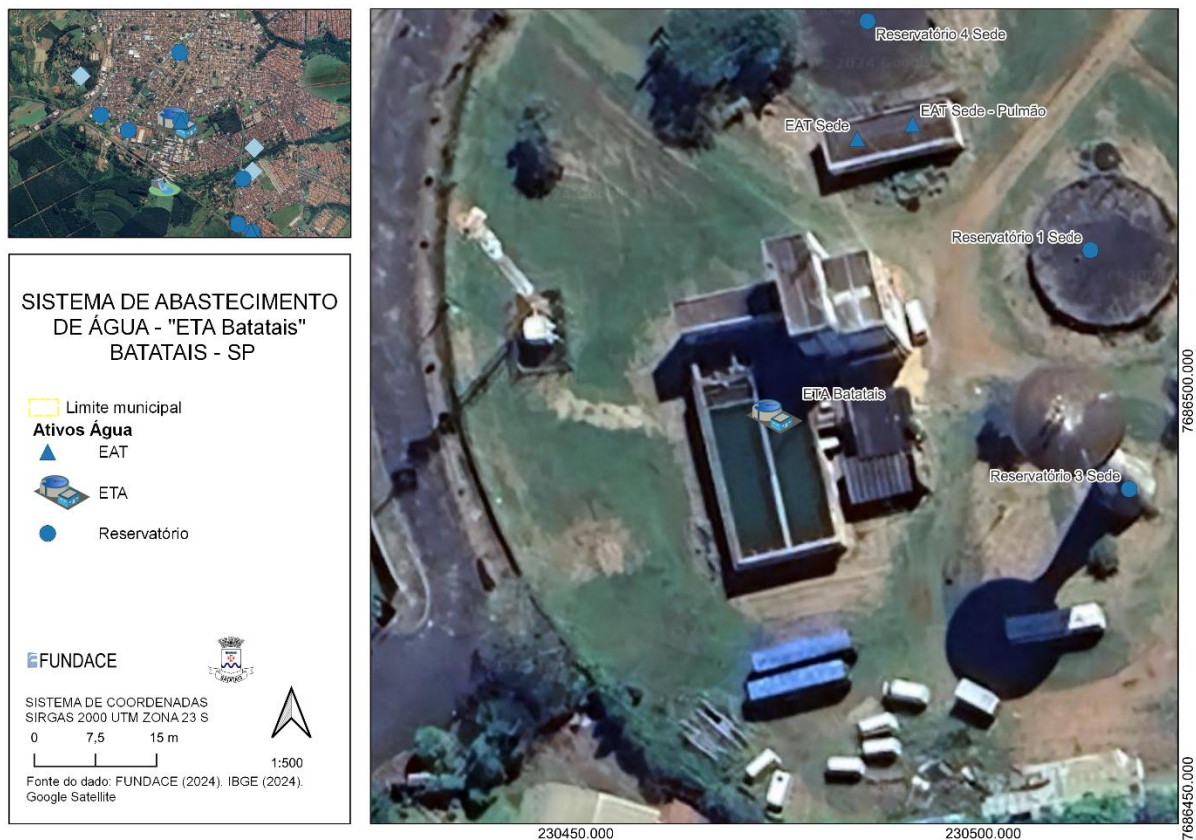 SISTEMA DE ABASTECIMENTO
DE ÁGUA - "ETA Batatais"
BATATAIS - SP
Limite municipal
Ativos Água
EAT
ETA
Reservatório
FUNDACE
BATATAIS
SISTEMA DE COORDENADAS
SIRGAS 2000 UTM ZONA 23 S
0 7,5 15 m
1:500
Fonte do dado: FUNDACE (2024). IBGE (2024).
Google Satellite
Reservatório 4 Sede
EAT Sede - Pulmão
EAT Sede
Reservatório 1 Sede
ETA Batatais
Reservatório 3 Sede
7686500.000
7686450.000
230450.000
230500.000